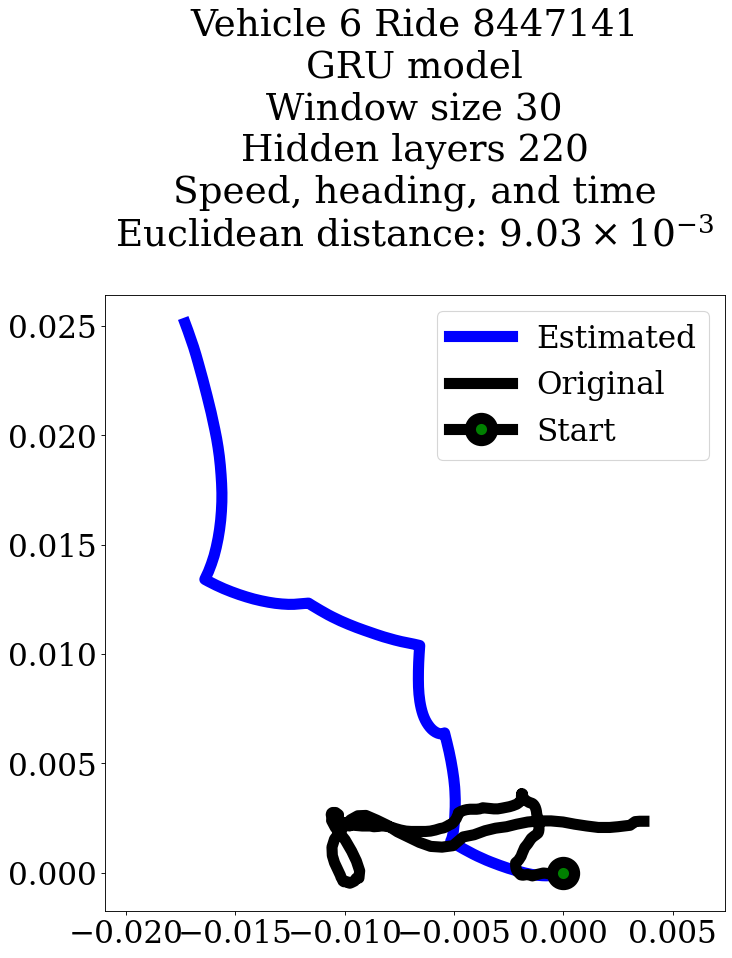 Vehicle 6 Ride 8447141
GRU model
Window size 30
Hidden layers 220
Speed, heading, and time
Euclidean distance: 9.03 × 10⁻³
Estimated
Original
Start
0.025
0.020
0.015
0.010
0.005
0.000
−0.020 −0.015 −0.010 −0.005 0.000 0.005